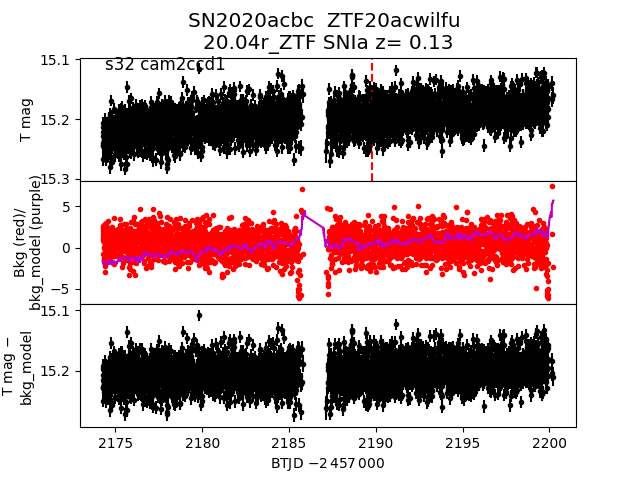 SN2020acbc  ZTF20acwilfu
20.04r_ZTF SNIa z= 0.13
s32 cam2ccd1
15.1
15.2
15.3
T mag
5
0
−5
Bkg (red)/
bkg_model (purple)
15.1
15.2
T mag −
bkg_model
2175 2180 2185 2190 2195 2200
BTJD −2 457 000